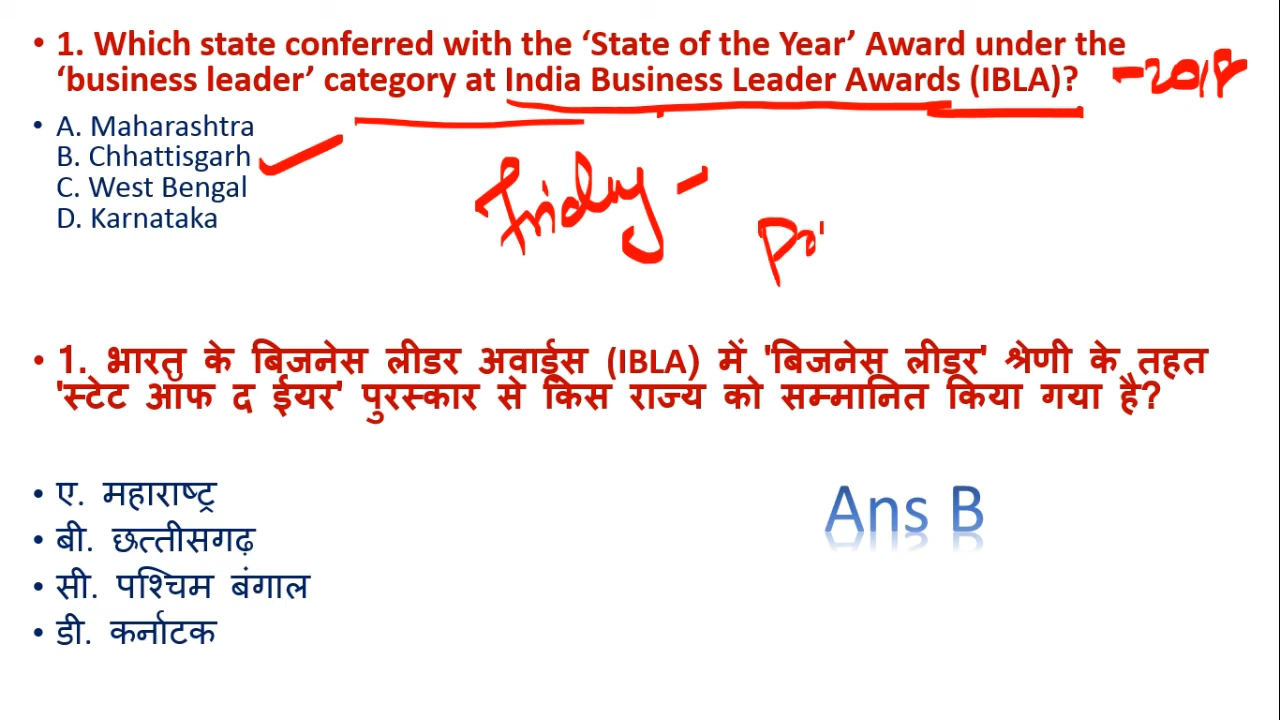 • 1. Which state conferred with the ‘State of the Year’ Award under the
‘business leader’ category at India Business Leader Awards (IBLA)? -2018
• A. Maharashtra
B. Chhattisgarh
C. West Bengal
D. Karnataka
Friday -
• 1. भारतु के बिजनेस लीडर अवार्ड्स (IBLA) में 'बिजनेस लीडर' श्रेणी के तहत
'स्टेट ऑफ द ईयर' पुरस्कार से किस राज्य को सम्मानित किया गया है?
• ए. महाराष्ट्र
• बी. छत्तीसगढ़
• सी. पश्चिम बंगाल
• डी. कर्नाटक
Ans B